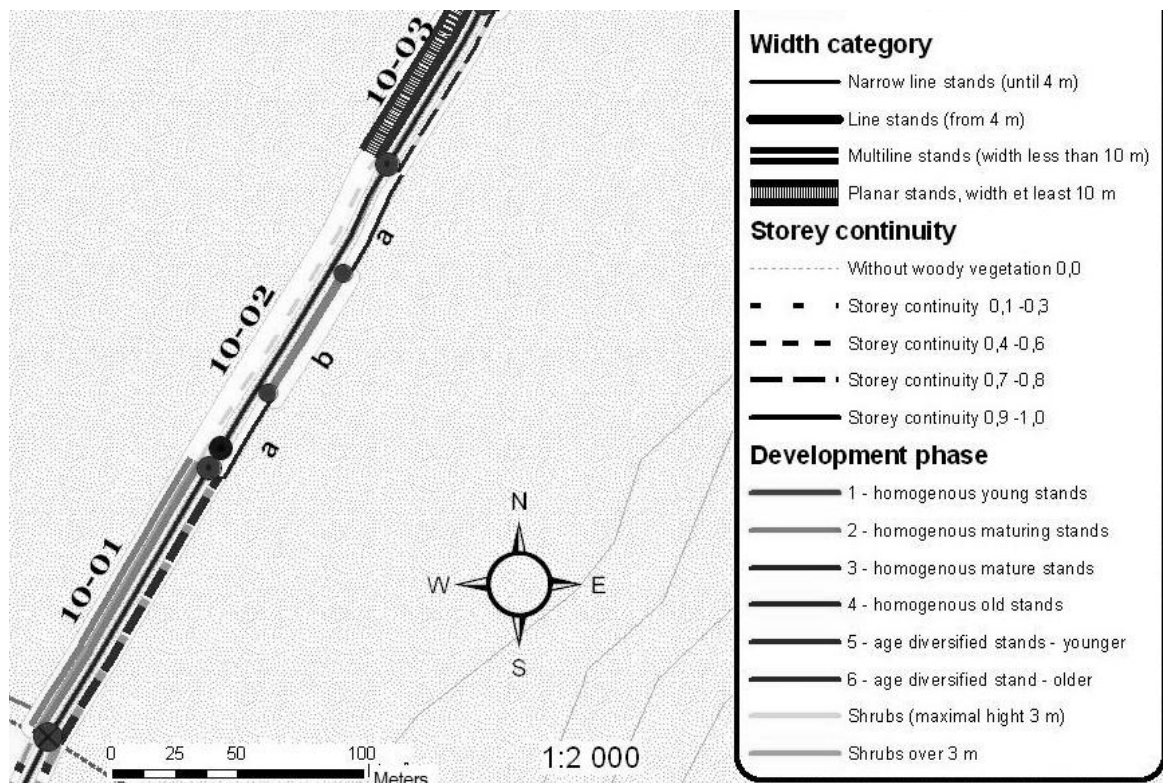 10-03
a
10-02
b
a
10-01
N
W E
S
0 25 50 100
Meters
1:2 000
Width category
Narrow line stands (until 4 m)
Line stands (from 4 m)
Multiline stands (width less than 10 m)
Planar stands, width et least 10 m
Storey continuity
Without woody vegetation 0,0
Storey continuity 0,1 -0,3
Storey continuity 0,4 -0,6
Storey continuity 0,7 -0,8
Storey continuity 0,9 -1,0
Development phase
1 - homogenous young stands
2 - homogenous maturing stands
3 - homogenous mature stands
4 - homogenous old stands
5 - age diversified stands - younger
6 - age diversified stand - older
Shrubs (maximal hight 3 m)
Shrubs over 3 m